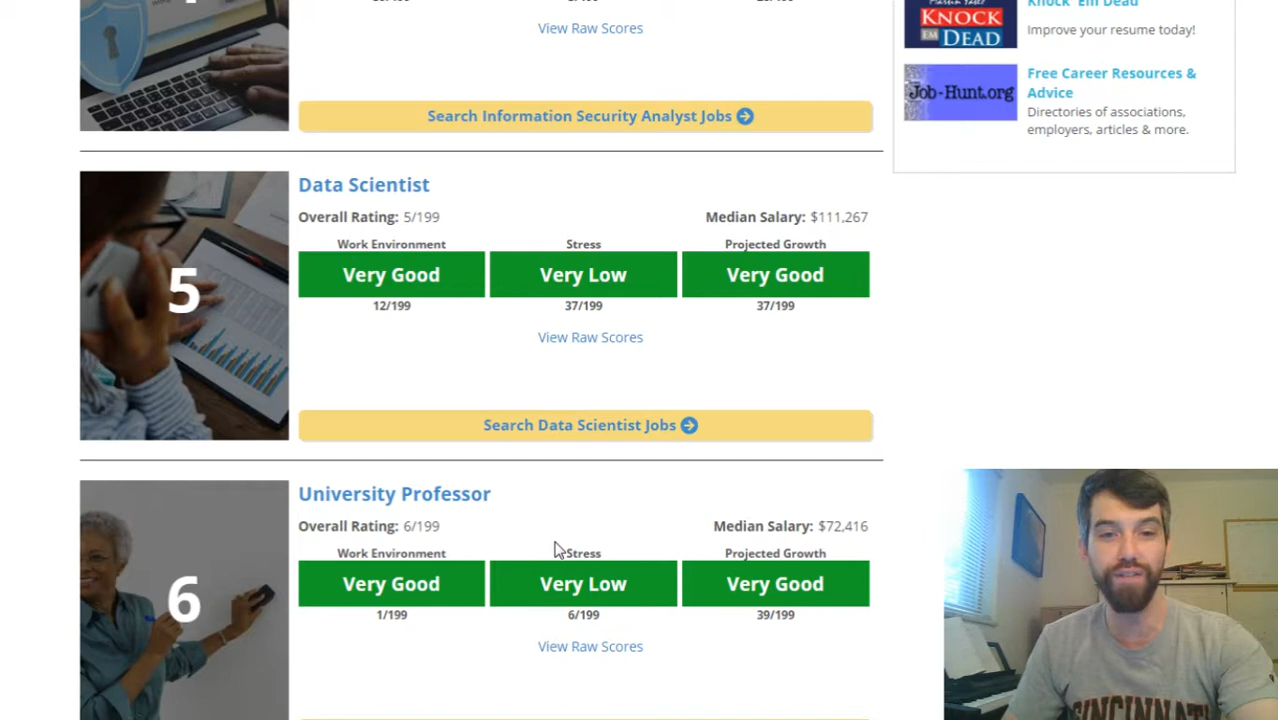 View Raw Scores
Search Information Security Analyst Jobs
KNOCK
EM
DEAD
Knock 'Em Dead
Improve your resume today!
Job-Hunt.org
Free Career Resources &
Advice
Directories of associations,
employers, articles & more.
5
Data Scientist
Overall Rating: 5/199
Median Salary: $111,267
Work Environment
Stress
Projected Growth
Very Good
Very Low
Very Good
12/199
37/199
37/199
View Raw Scores
Search Data Scientist Jobs
6
University Professor
Overall Rating: 6/199
Median Salary: $72,416
Work Environment
Stress
Projected Growth
Very Good
Very Low
Very Good
1/199
6/199
39/199
View Raw Scores
CINCINNATI